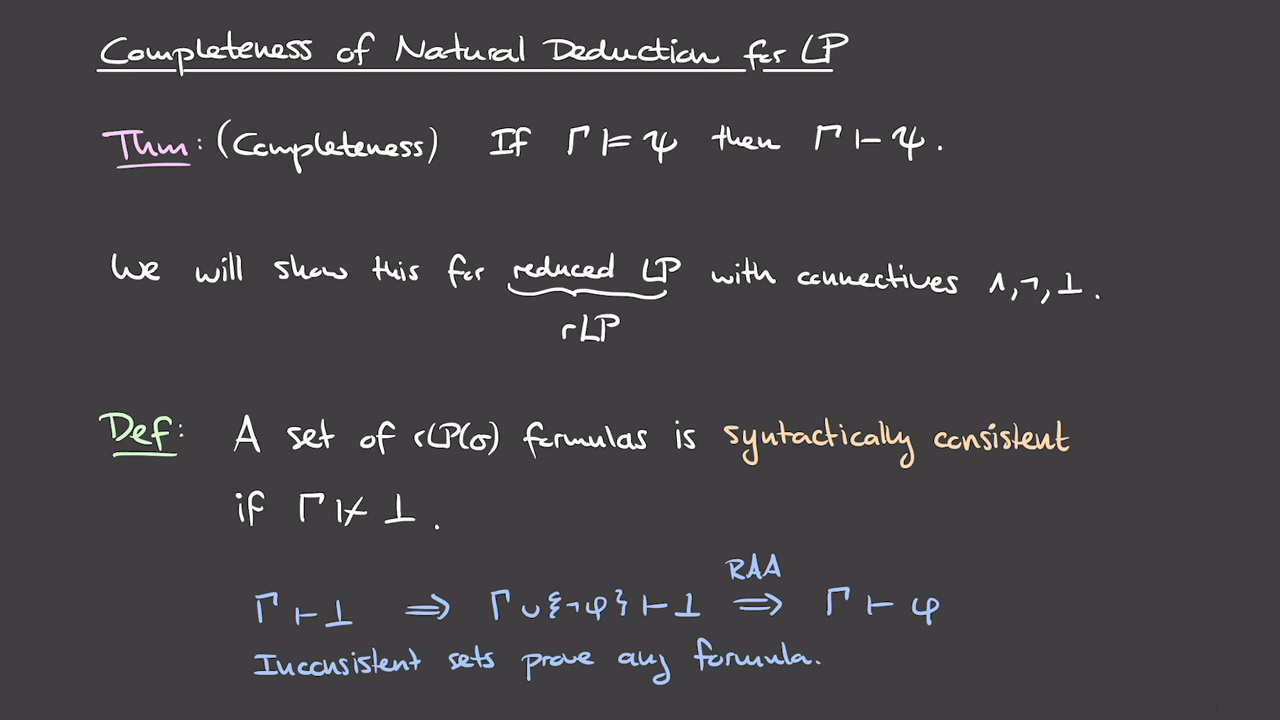 Completeness of Natural Deduction for LP
Thm: (Completeness) If Γ ⊨ ψ then Γ ⊢ ψ.
We will show this for reduced LP with connectives ∧, ¬, ⊥.
rLP
Def: A set of rLP(σ) formulas is syntactically consistent
if Γ ⊬ ⊥.
RAA
Γ ⊢ ⊥ ⟹ Γ ∪ {¬φ} ⊢ ⊥ ⟹ Γ ⊢ φ
Inconsistent sets prove any formula.